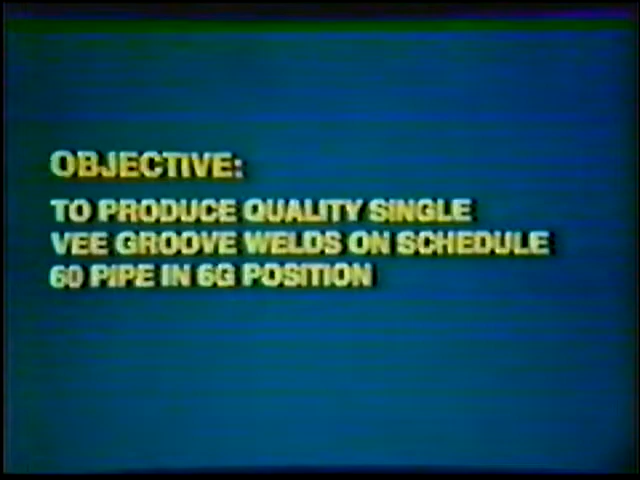 OBJECTIVE:
TO PRODUCE QUALITY SINGLE
VEE GROOVE WELDS ON SCHEDULE
60 PIPE IN 6G POSITION